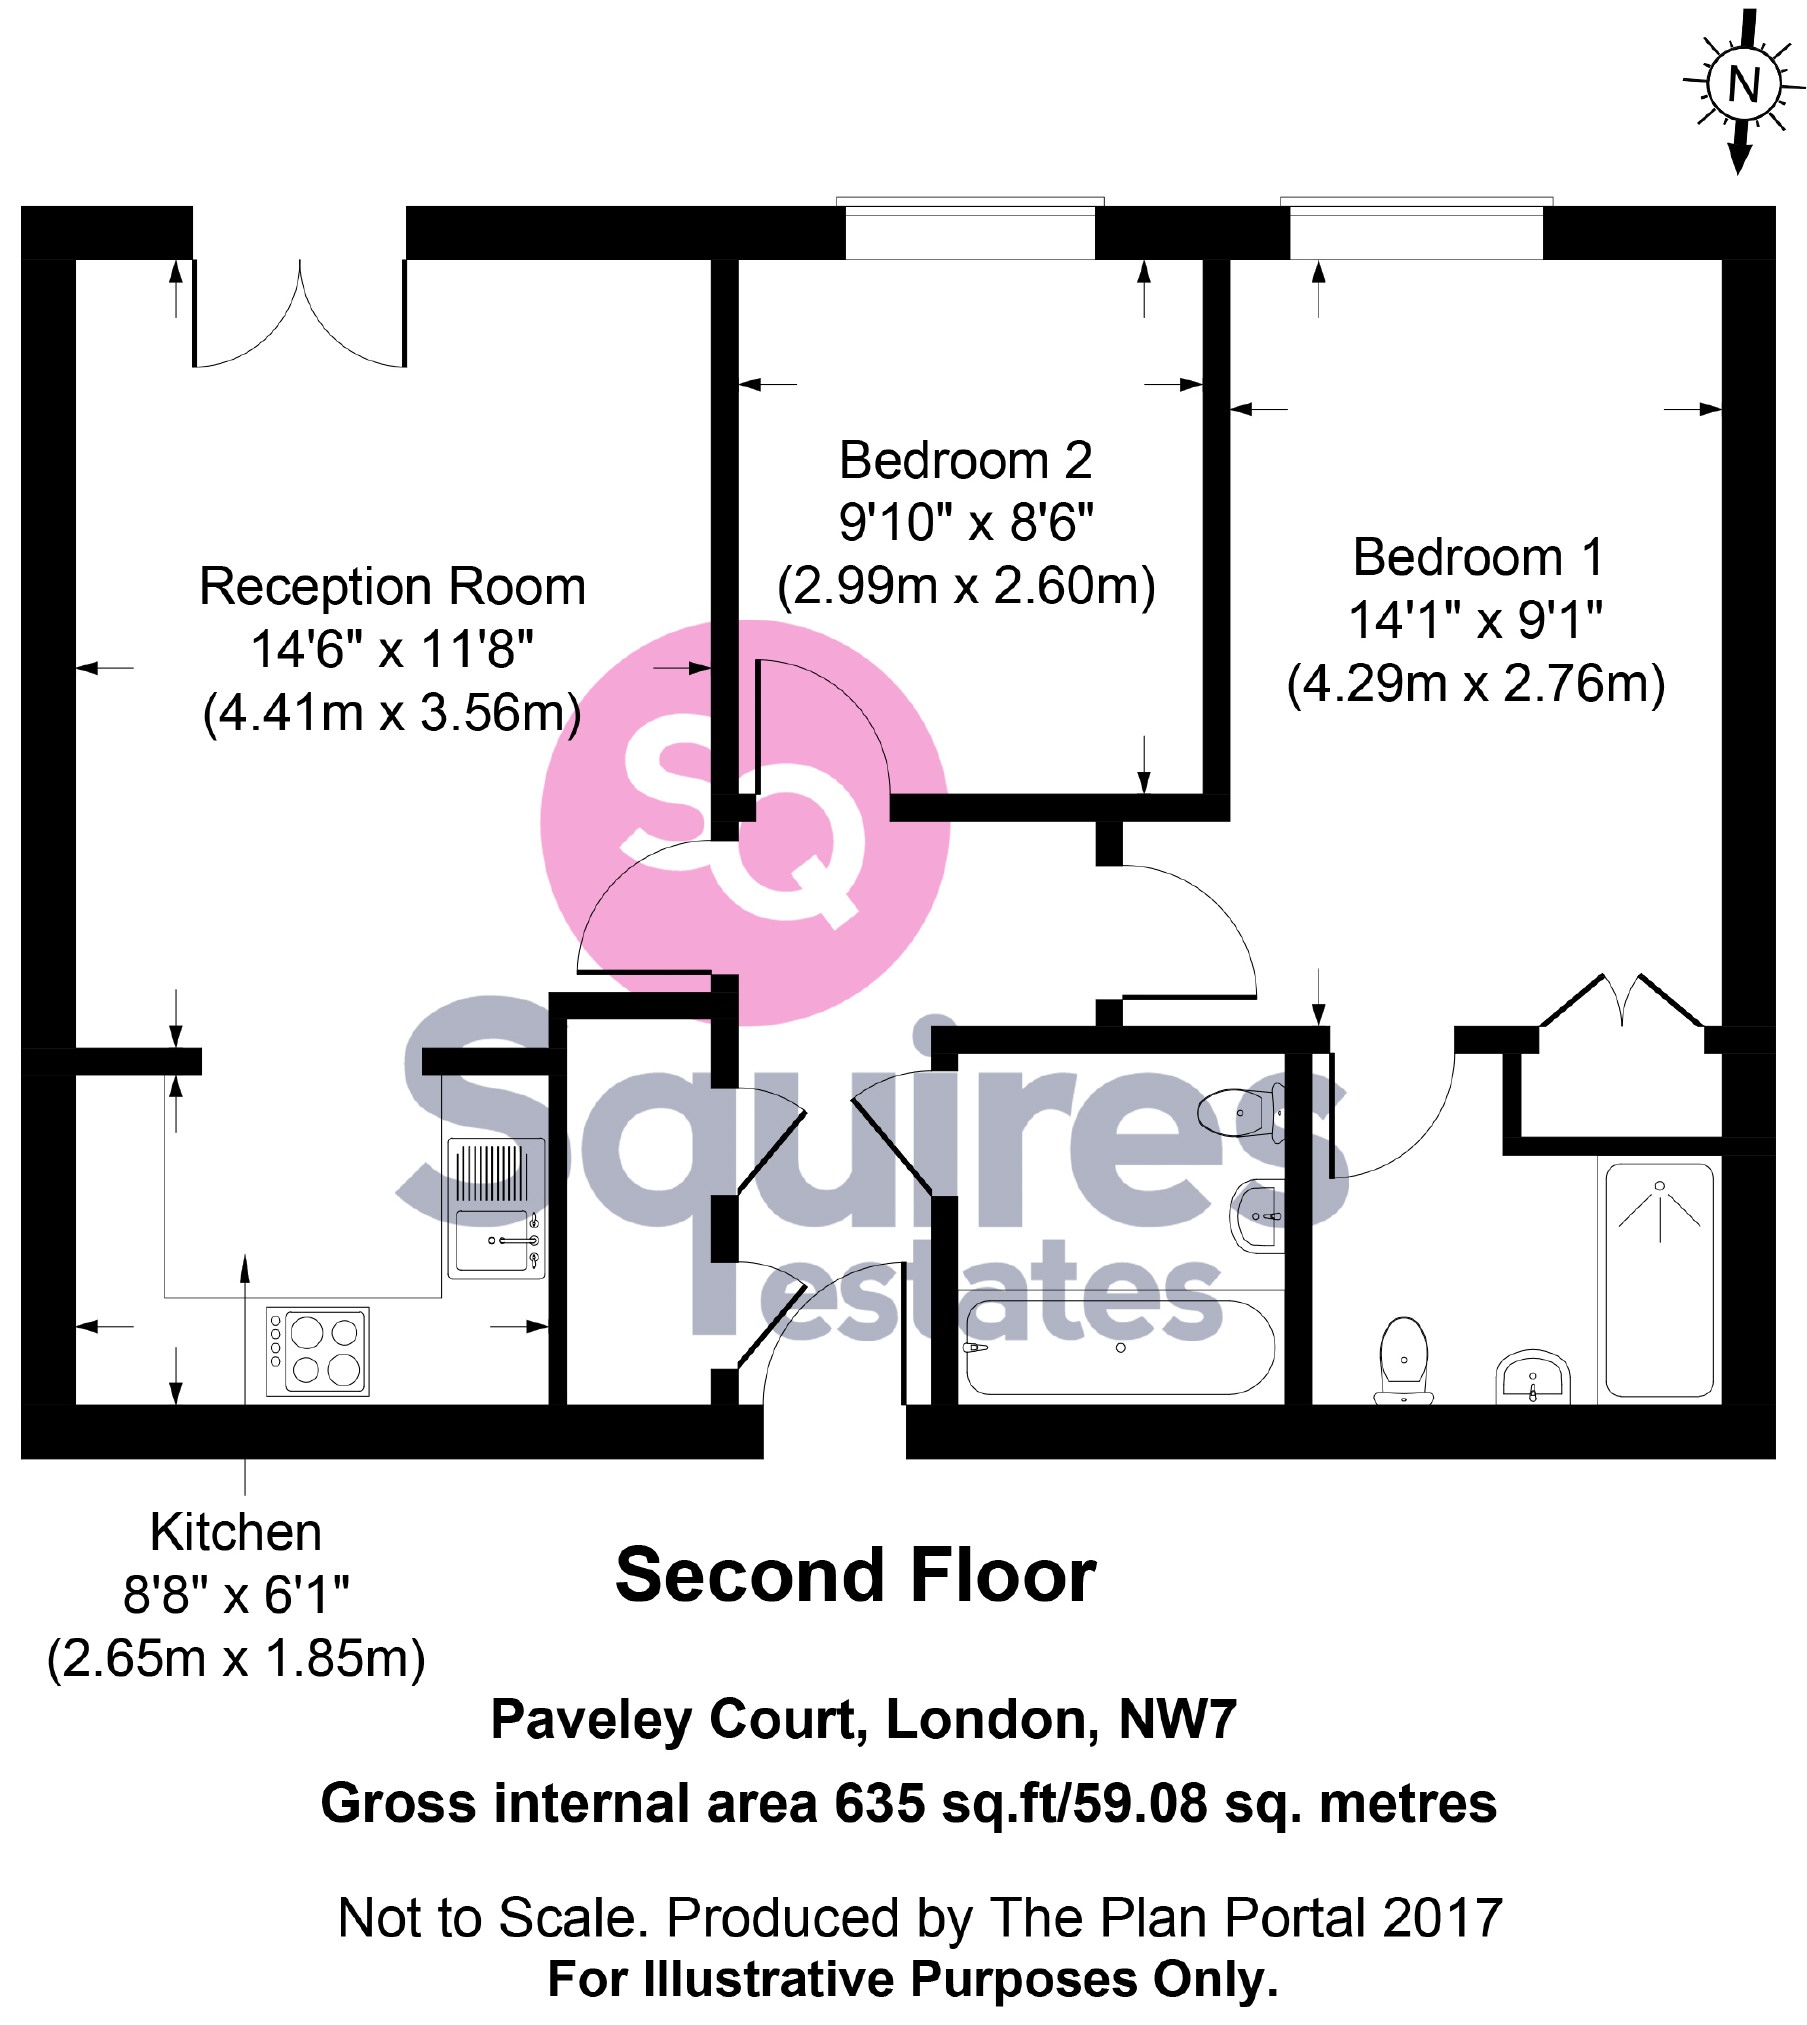 N
Bedroom 2
9'10" x 8'6"
(2.99m x 2.60m)
Bedroom 1
14'1" x 9'1"
(4.29m x 2.76m)
Reception Room
14'6" x 11'8"
(4.41m x 3.56m)
SQ
Squires
estates
Kitchen
8'8" x 6'1"
(2.65m x 1.85m)
Second Floor
Paveley Court, London, NW7
Gross internal area 635 sq.ft/59.08 sq. metres
Not to Scale. Produced by The Plan Portal 2017
For Illustrative Purposes Only.